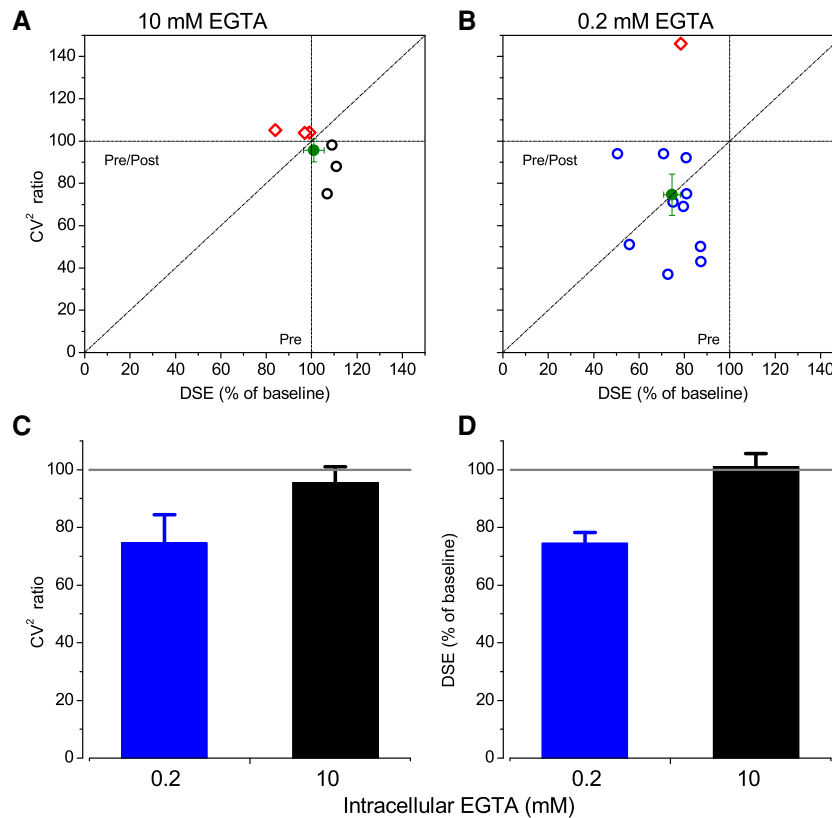 A 10 mM EGTA
B 0.2 mM EGTA
140
120
100
80
60
40
20
0
CV² ratio
Pre/Post
Pre
0 20 40 60 80 100 120 140
DSE (% of baseline)
Pre/Post
Pre
0 20 40 60 80 100 120 140
DSE (% of baseline)
C
100
80
60
40
20
0
CV² ratio
0.2 10
D
100
80
60
40
20
0
DSE (% of baseline)
0.2 10
Intracellular EGTA (mM)